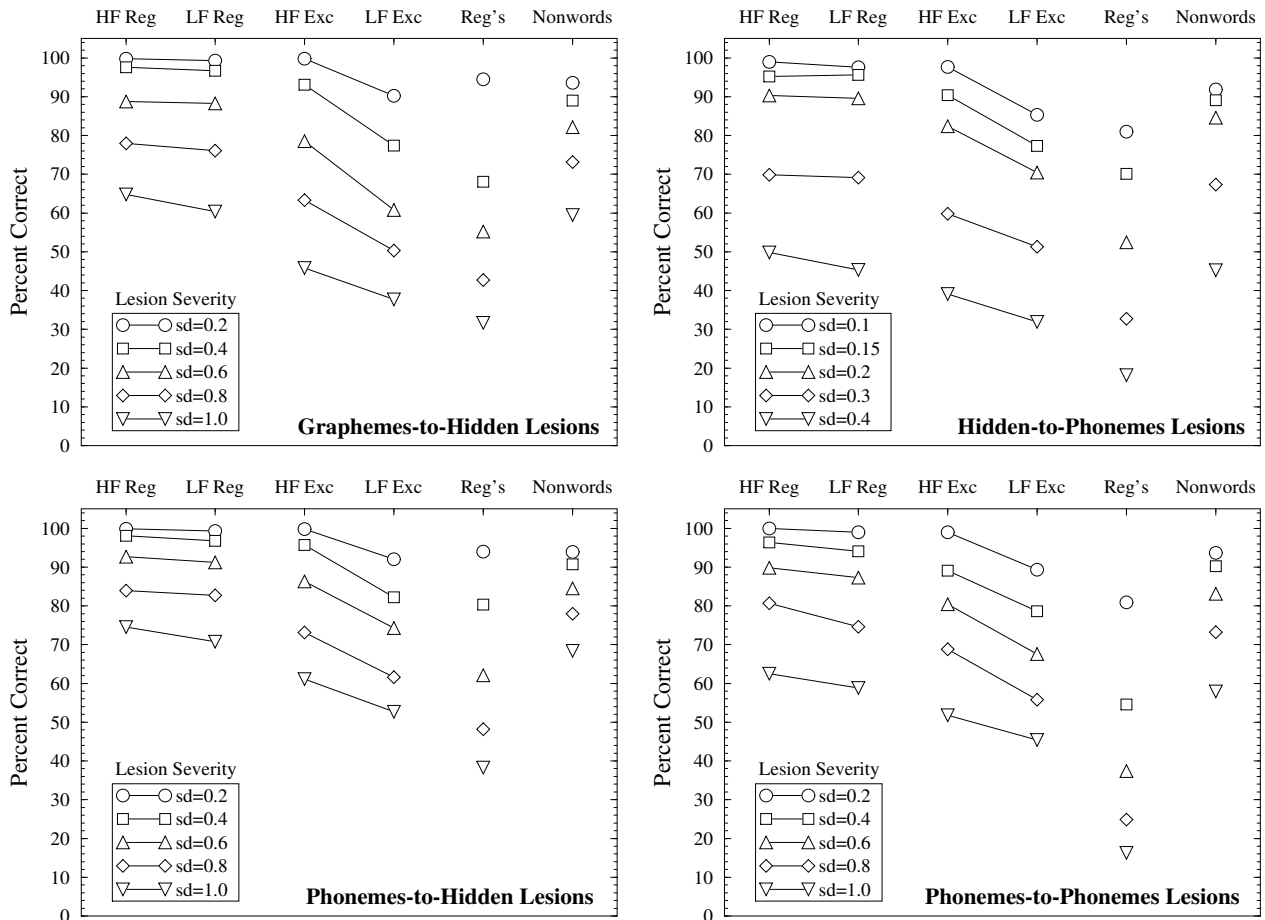 HF Reg LF Reg HF Exc LF Exc Reg's Nonwords
100
90
80
70
60
50
40
30
20
10
0
Percent Correct
Lesion Severity
sd=0.2
sd=0.4
sd=0.6
sd=0.8
sd=1.0
Graphemes-to-Hidden Lesions
HF Reg LF Reg HF Exc LF Exc Reg's Nonwords
100
90
80
70
60
50
40
30
20
10
0
Percent Correct
Lesion Severity
sd=0.1
sd=0.15
sd=0.2
sd=0.3
sd=0.4
Hidden-to-Phonemes Lesions
HF Reg LF Reg HF Exc LF Exc Reg's Nonwords
100
90
80
70
60
50
40
30
20
10
0
Percent Correct
Lesion Severity
sd=0.2
sd=0.4
sd=0.6
sd=0.8
sd=1.0
Phonemes-to-Hidden Lesions
HF Reg LF Reg HF Exc LF Exc Reg's Nonwords
100
90
80
70
60
50
40
30
20
10
0
Percent Correct
Lesion Severity
sd=0.2
sd=0.4
sd=0.6
sd=0.8
sd=1.0
Phonemes-to-Phonemes Lesions